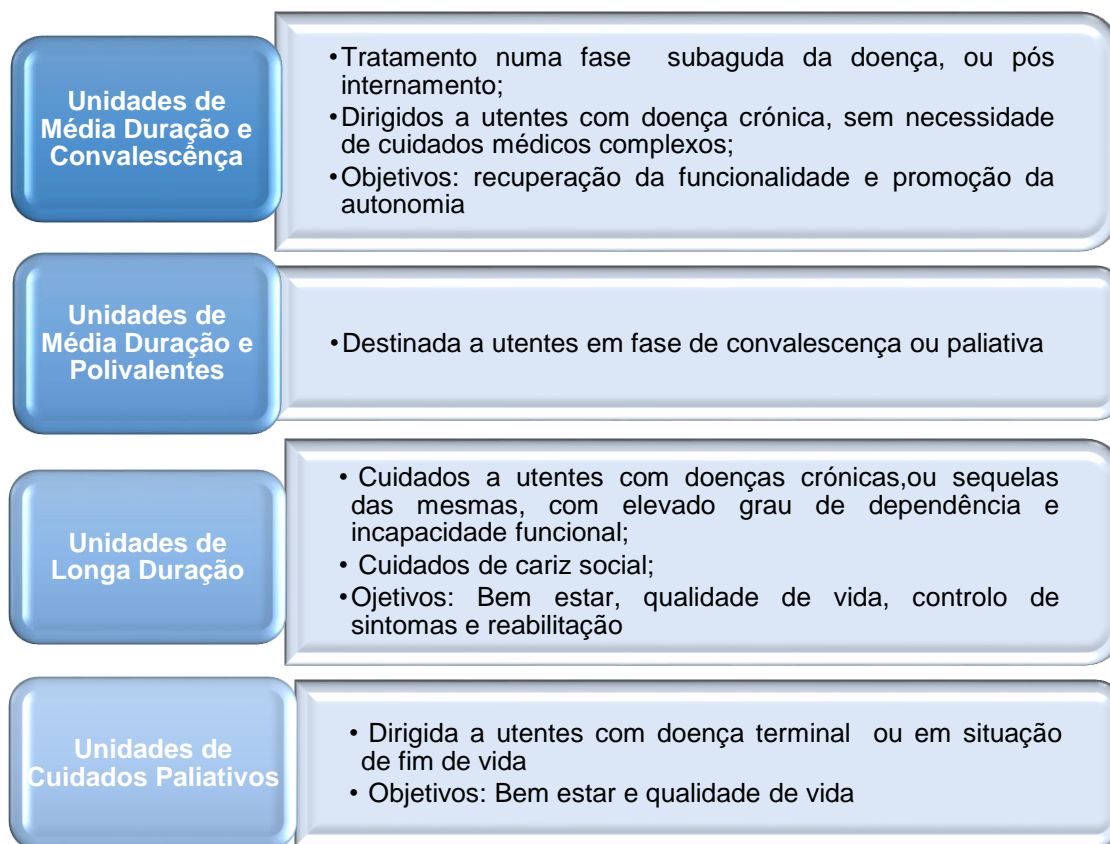 Unidades de
Média Duração e
Convalescênça
•Tratamento numa fase subaguda da doença, ou pós
internamento;
•Dirigidos a utentes com doença crónica, sem necessidade
de cuidados médicos complexos;
•Objetivos: recuperação da funcionalidade e promoção da
autonomia
Unidades de
Média Duração e
Polivalentes
•Destinada a utentes em fase de convalescença ou paliativa
Unidades de
Longa Duração
• Cuidados a utentes com doenças crónicas,ou sequelas
das mesmas, com elevado grau de dependência e
incapacidade funcional;
• Cuidados de cariz social;
•Ojetivos: Bem estar, qualidade de vida, controlo de
sintomas e reabilitação
Unidades de
Cuidados Paliativos
• Dirigida a utentes com doença terminal ou em situação
de fim de vida
• Objetivos: Bem estar e qualidade de vida